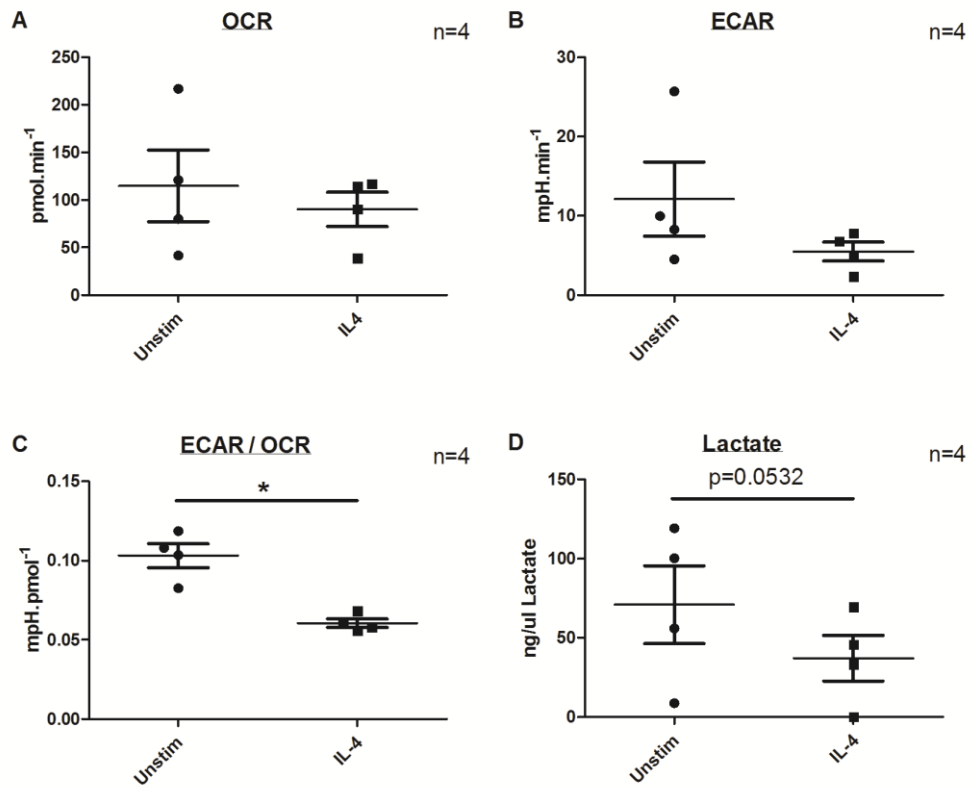 A
OCR
n=4
pmol.min⁻¹
250
200
150
100
50
0
Unstim
IL4
B
ECAR
n=4
mpH.min⁻¹
30
20
10
0
Unstim
IL-4
C
ECAR / OCR
n=4
mpH.pmol⁻¹
0.15
*
0.10
0.05
0.00
Unstim
IL-4
D
Lactate
n=4
p=0.0532
ng/ul Lactate
150
100
50
0
Unstim
IL-4